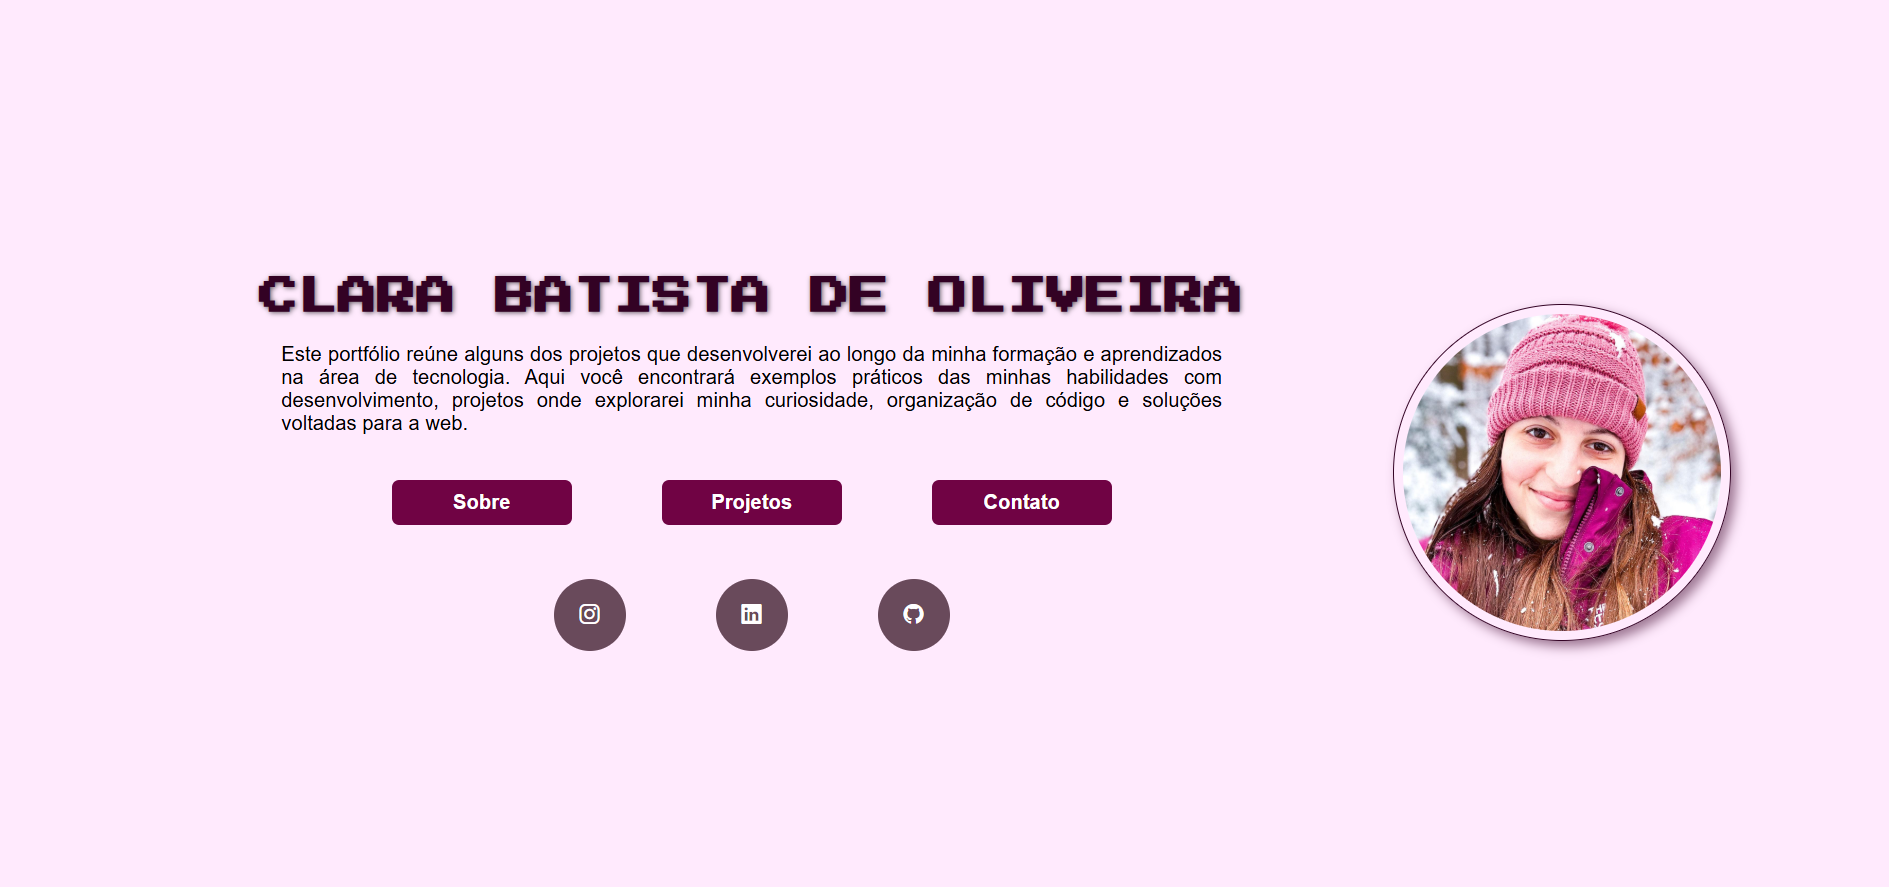 CLARA BATISTA DE OLIVEIRA
Este portfólio reúne alguns dos projetos que desenvolverei ao longo da minha formação e aprendizados
na área de tecnologia. Aqui você encontrará exemplos práticos das minhas habilidades com
desenvolvimento, projetos onde explorarei minha curiosidade, organização de código e soluções
voltadas para a web.
Sobre
Projetos
Contato
in